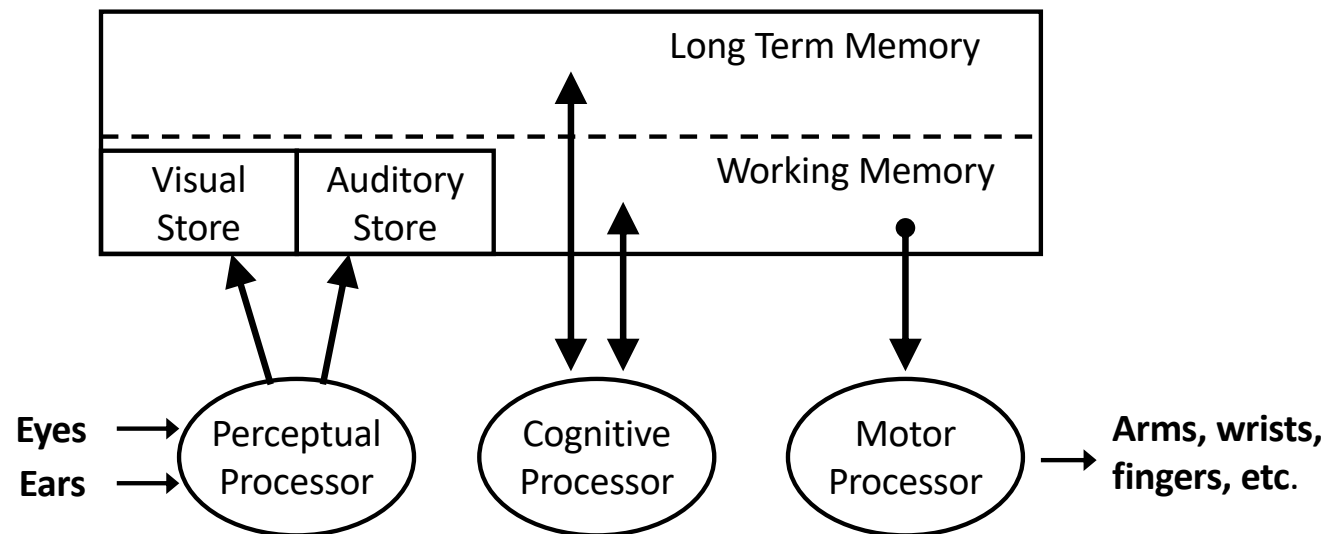 Long Term Memory
Working Memory
Visual
Store
Auditory
Store
Eyes
Ears
Perceptual
Processor
Cognitive
Processor
Motor
Processor
Arms, wrists,
fingers, etc.